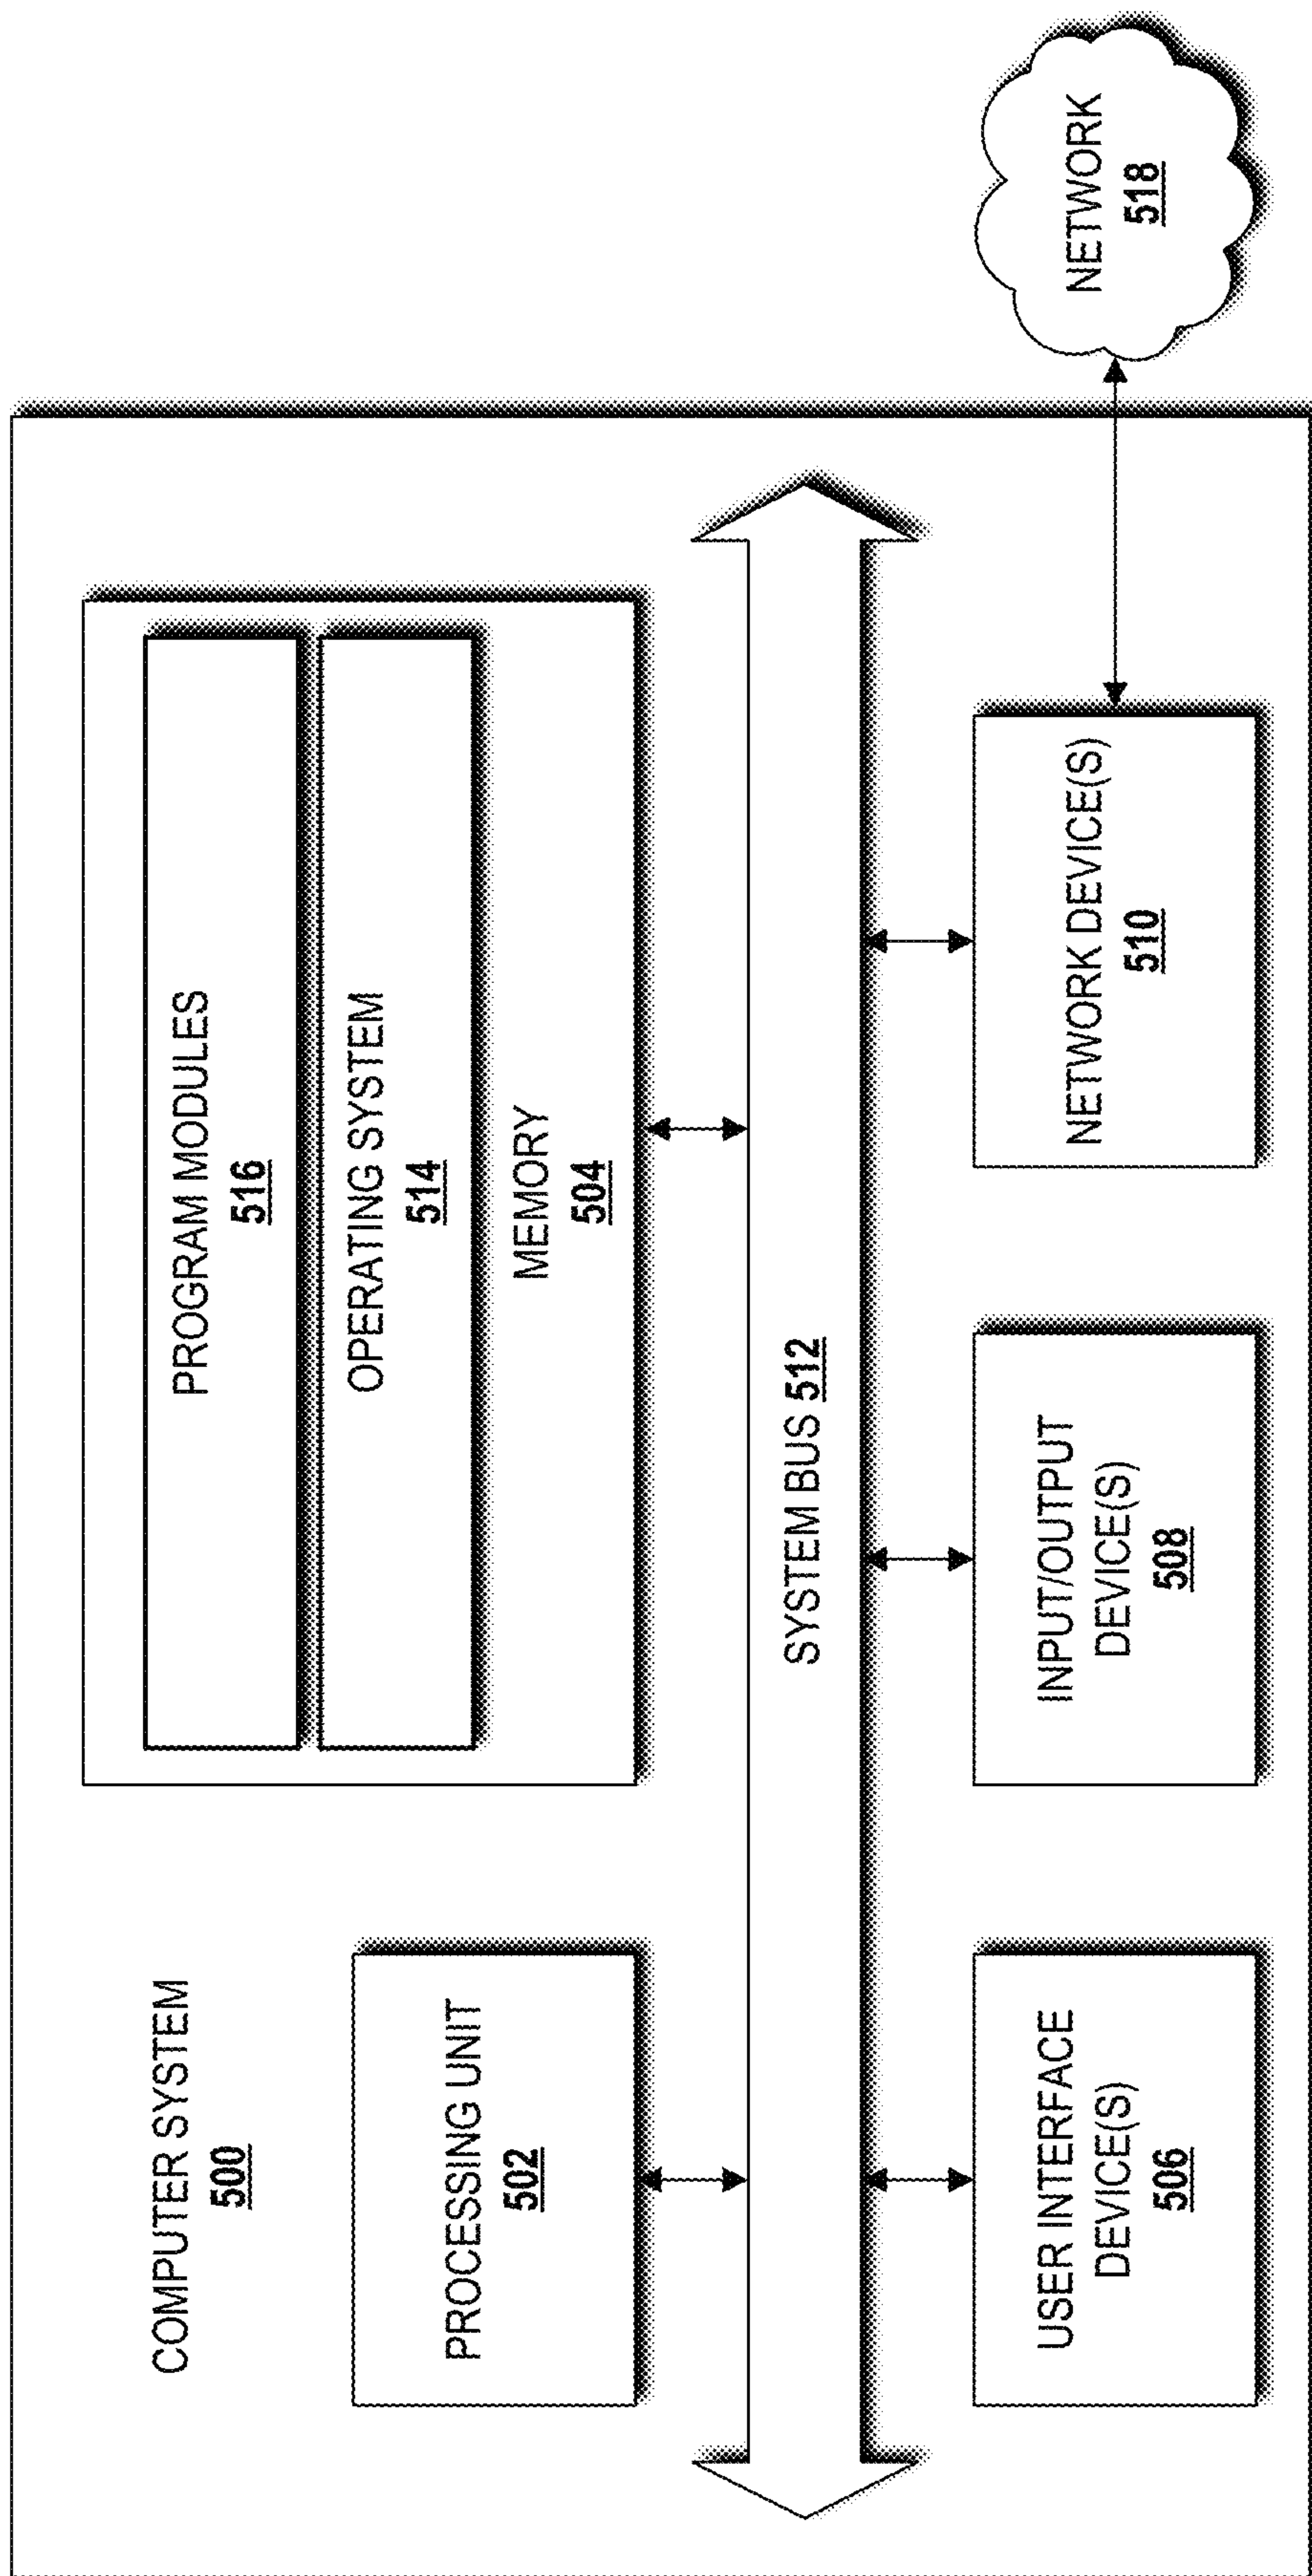 COMPUTER SYSTEM
500
PROCESSING UNIT
502
PROGRAM MODULES
516
OPERATING SYSTEM
514
MEMORY
504
SYSTEM BUS 512
USER INTERFACE
DEVICE(S)
506
INPUT/OUTPUT
DEVICE(S)
508
NETWORK DEVICE(S)
510
NETWORK
518